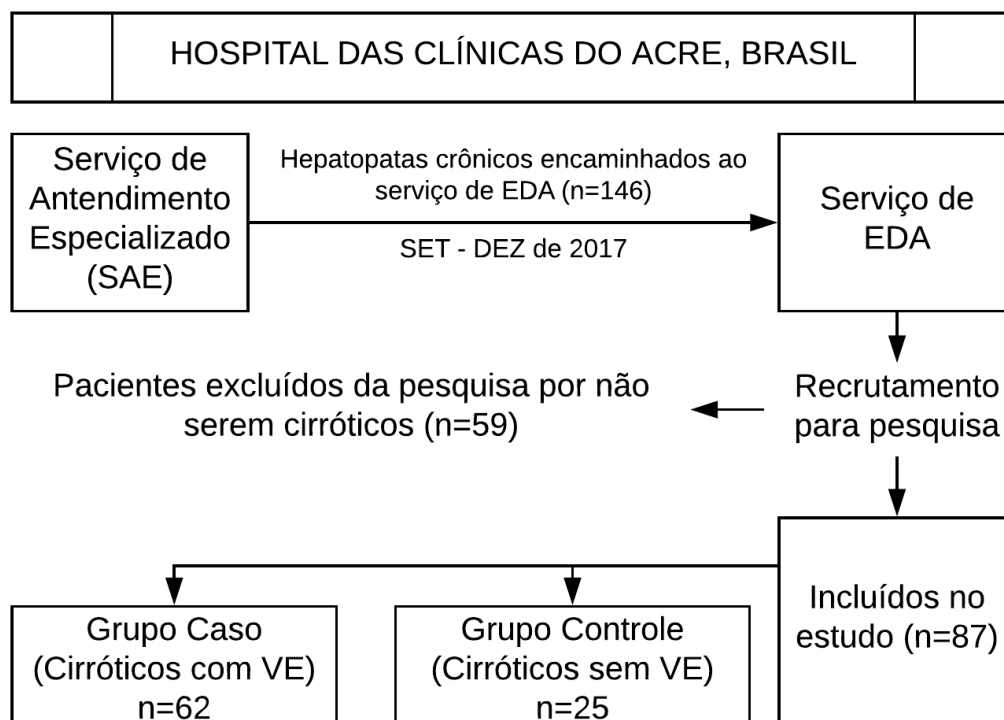 HOSPITAL DAS CLÍNICAS DO ACRE, BRASIL
Serviço de
Antendimento
Especializado
(SAE)
Hepatopatas crônicos encaminhados ao
serviço de EDA (n=146)
SET - DEZ de 2017
Serviço de
EDA
Recrutamento
para pesquisa
Pacientes excluídos da pesquisa por não
serem cirróticos (n=59)
Incluídos no
estudo (n=87)
Grupo Caso
(Cirróticos com VE)
n=62
Grupo Controle
(Cirróticos sem VE)
n=25